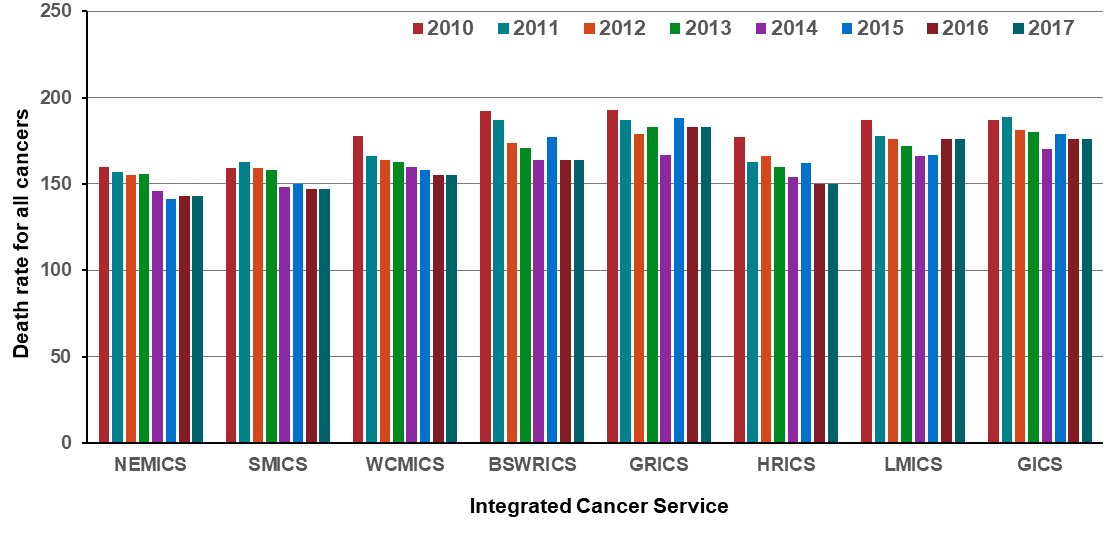 250
2010 2011 2012 2013 2014 2015 2016 2017
200
150
100
50
0
Death rate for all cancers
NEMICS SMICS WCMICS BSWRICS GRICS HRICS LMICS GICS
Integrated Cancer Service